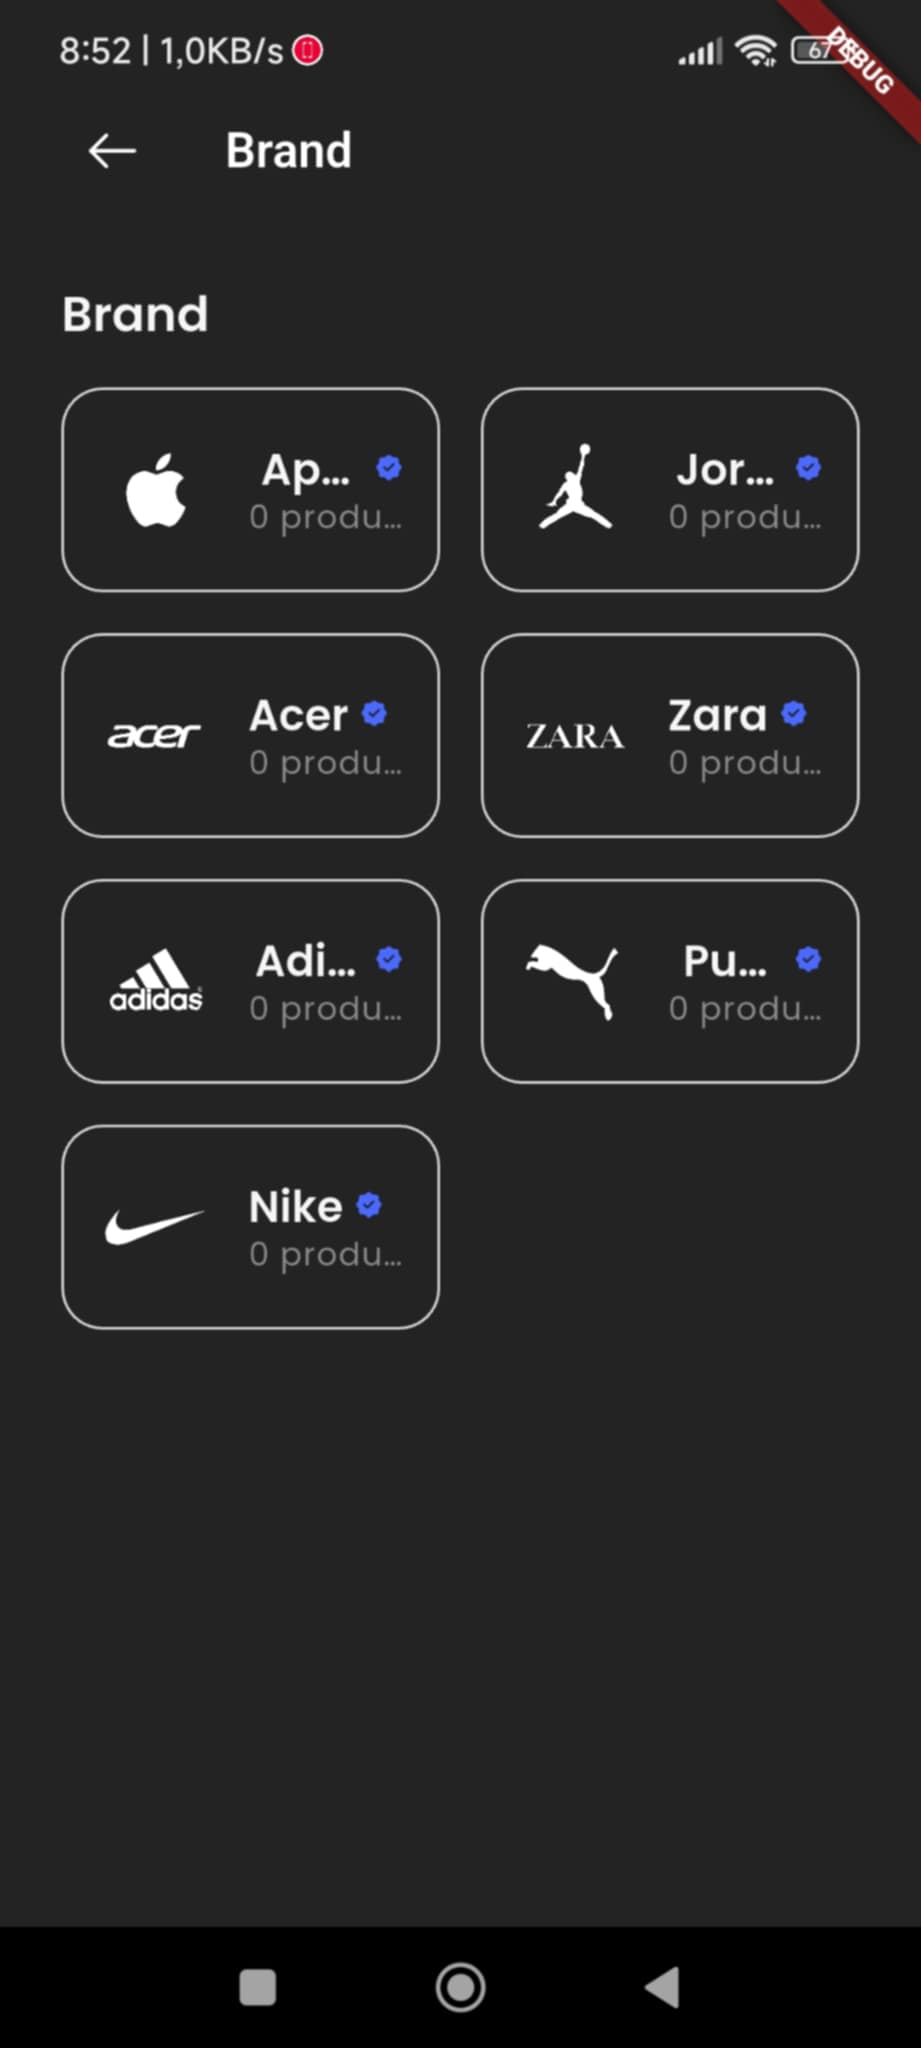 8:52 | 1,0KB/s
67
DEBUG
Brand
Brand
Ap...
0 produ...
Jor...
0 produ...
acer
Acer
0 produ...
ZARA
Zara
0 produ...
adidas
Adi...
0 produ...
Pu...
0 produ...
Nike
0 produ...